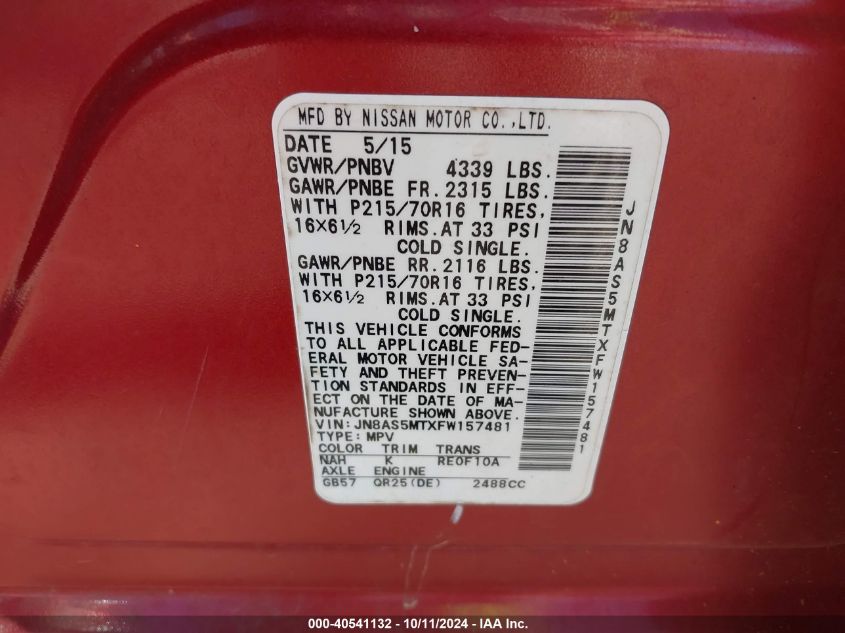 MFD BY NISSAN MOTOR CO.,LTD.
DATE 5/15
GVWR/PNBV 4339 LBS.
GAWR/PNBE FR. 2315 LBS.
WITH P215/70R16 TIRES,
16×6½ RIMS.AT 33 PSI
COLD SINGLE.
GAWR/PNBE RR. 2116 LBS.
WITH P215/70R16 TIRES,
16×6½ RIMS.AT 33 PSI
COLD SINGLE.
THIS VEHICLE CONFORMS
TO ALL APPLICABLE FED-
ERAL MOTOR VEHICLE SA-
FETY AND THEFT PREVEN-
TION STANDARDS IN EFF-
ECT ON THE DATE OF MA-
NUFACTURE SHOWN ABOVE.
VIN: JN8AS5MTXFW157481
TYPE: MPV
COLOR TRIM TRANS
NAH K RE0F10A
AXLE ENGINE
GB57 QR25(DE) 2488CC
JN8AS5MTXFW157481
000-40541132 - 10/11/2024 - IAA Inc.